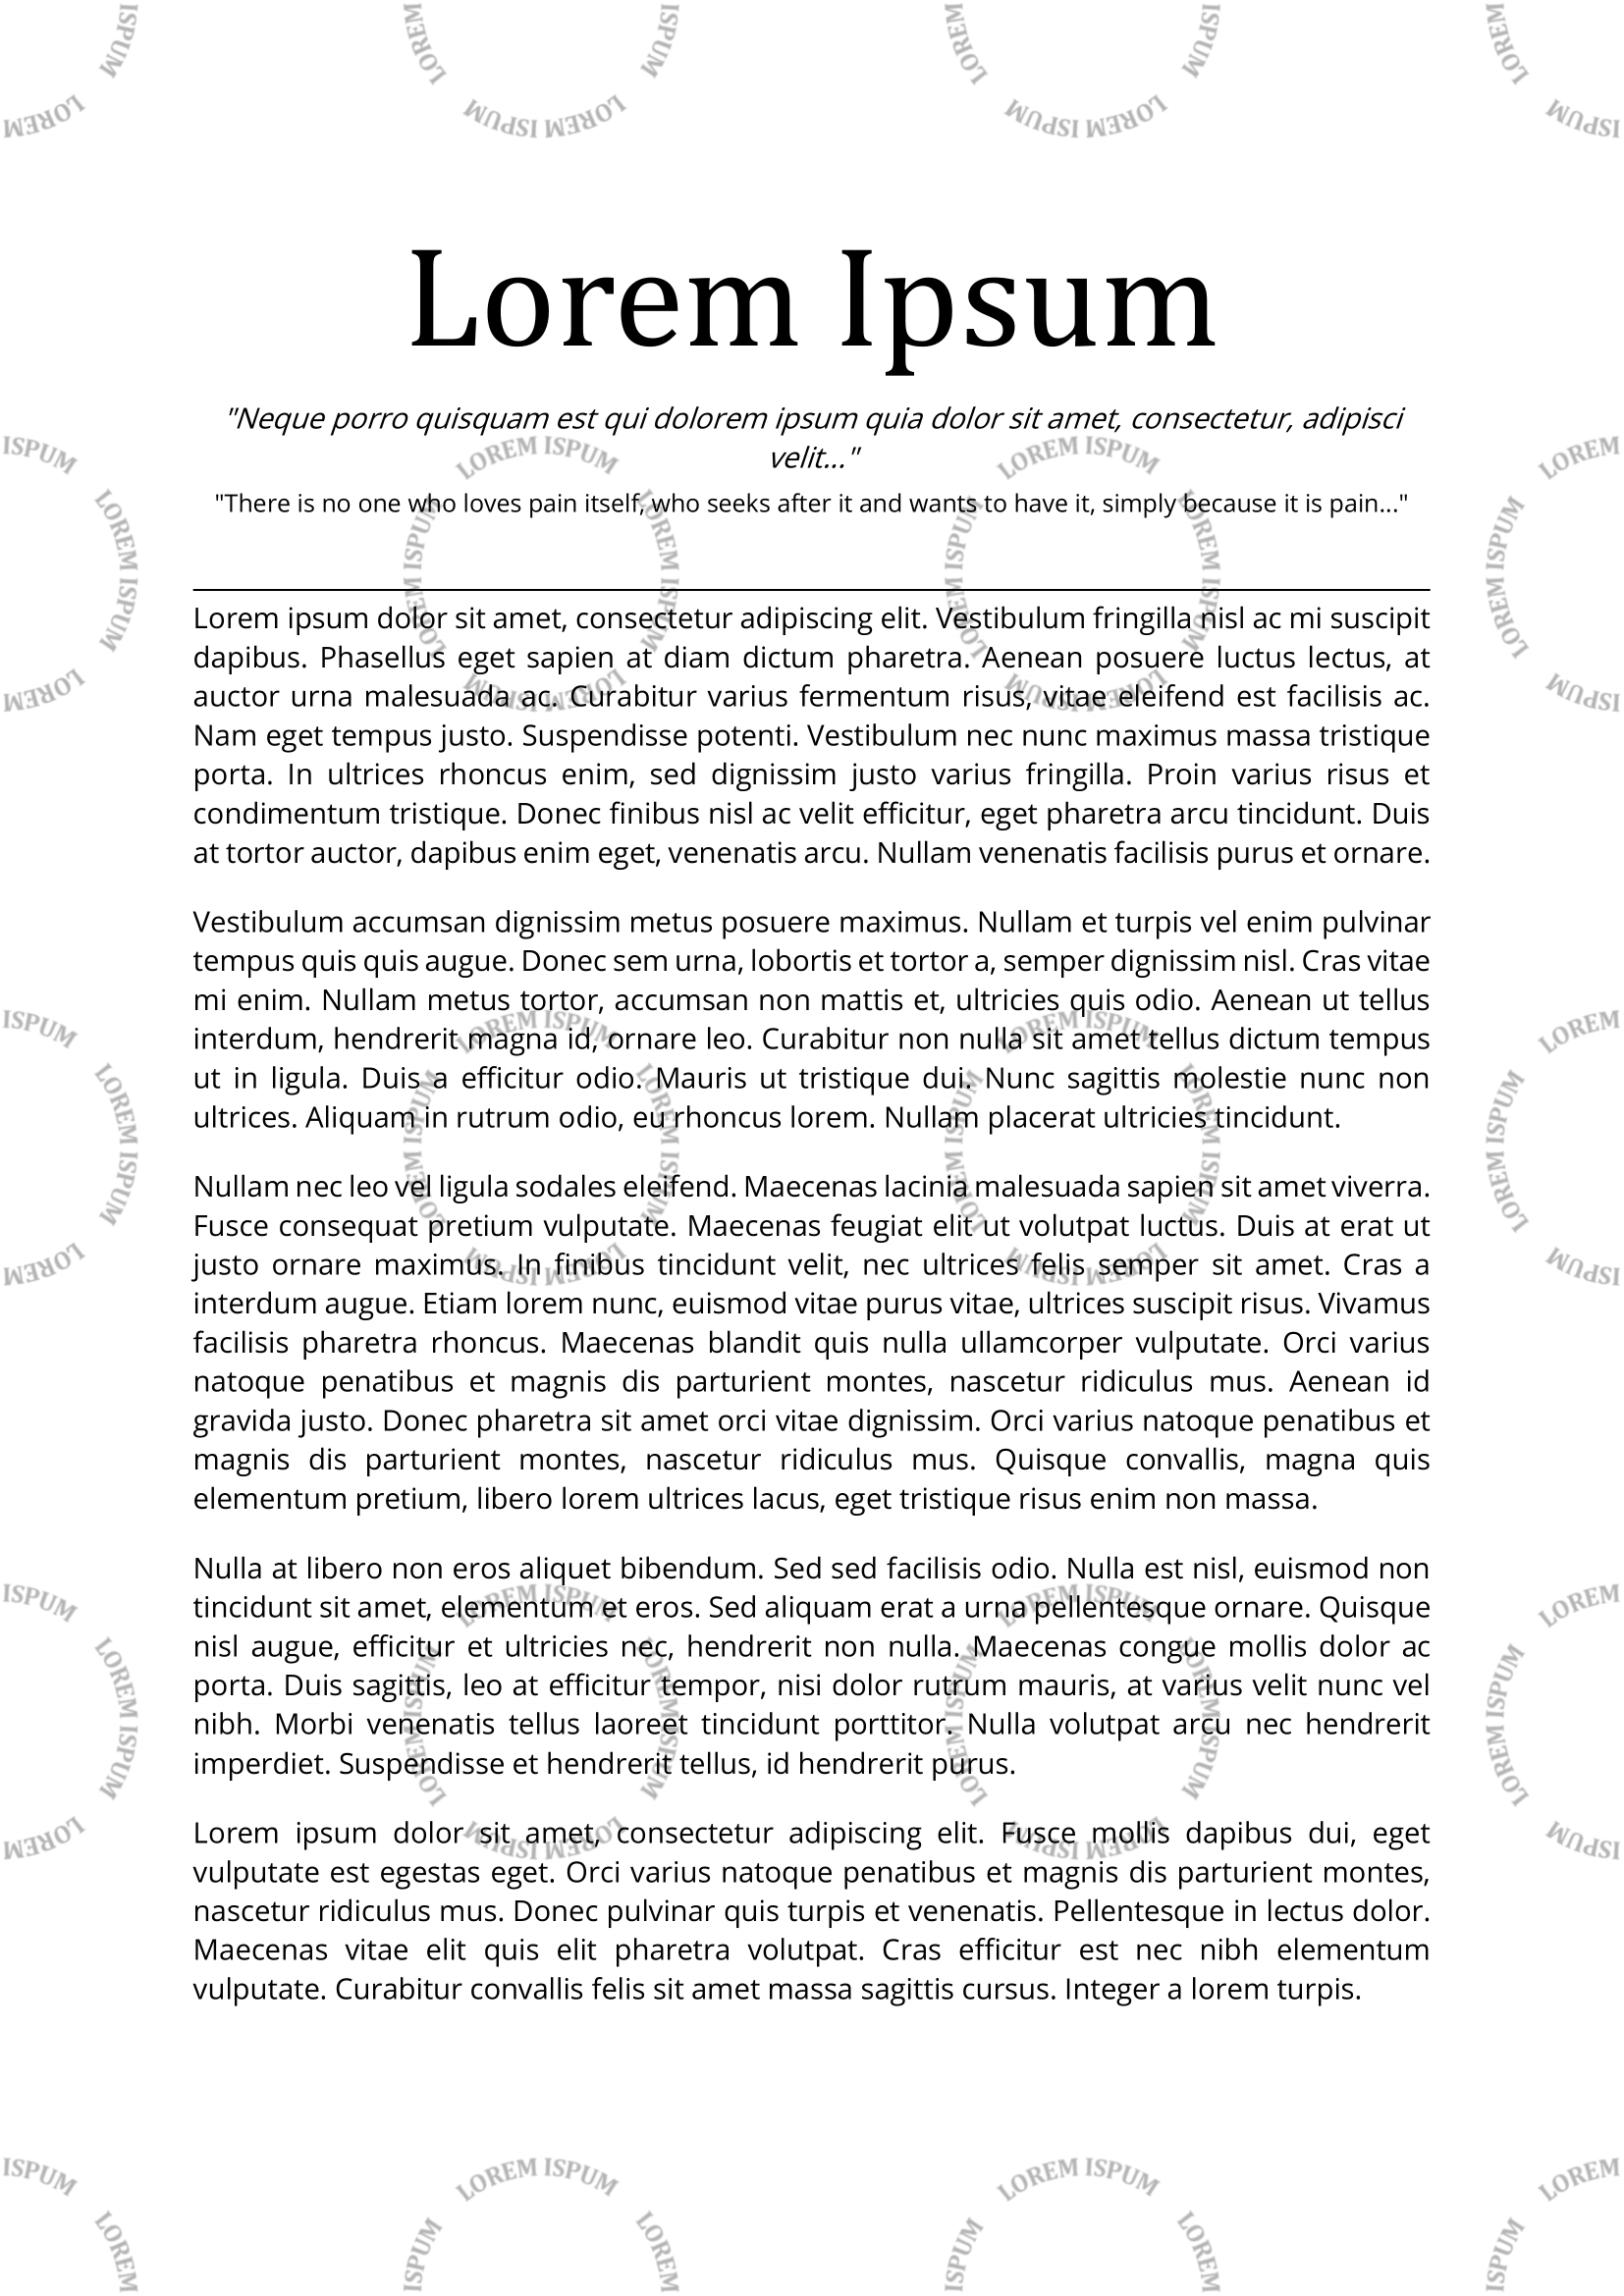 Lorem Ipsum
"Neque porro quisquam est qui dolorem ipsum quia dolor sit amet, consectetur, adipisci
velit..."
"There is no one who loves pain itself, who seeks after it and wants to have it, simply because it is pain..."
Lorem ipsum dolor sit amet, consectetur adipiscing elit. Vestibulum fringilla nisl ac mi suscipit
dapibus. Phasellus eget sapien at diam dictum pharetra. Aenean posuere luctus lectus, at
auctor urna malesuada ac. Curabitur varius fermentum risus, vitae eleifend est facilisis ac.
Nam eget tempus justo. Suspendisse potenti. Vestibulum nec nunc maximus massa tristique
porta. In ultrices rhoncus enim, sed dignissim justo varius fringilla. Proin varius risus et
condimentum tristique. Donec finibus nisl ac velit efficitur, eget pharetra arcu tincidunt. Duis
at tortor auctor, dapibus enim eget, venenatis arcu. Nullam venenatis facilisis purus et ornare.
Vestibulum accumsan dignissim metus posuere maximus. Nullam et turpis vel enim pulvinar
tempus quis quis augue. Donec sem urna, lobortis et tortor a, semper dignissim nisl. Cras vitae
mi enim. Nullam metus tortor, accumsan non mattis et, ultricies quis odio. Aenean ut tellus
interdum, hendrerit magna id, ornare leo. Curabitur non nulla sit amet tellus dictum tempus
ut in ligula. Duis a efficitur odio. Mauris ut tristique dui. Nunc sagittis molestie nunc non
ultrices. Aliquam in rutrum odio, eu rhoncus lorem. Nullam placerat ultricies tincidunt.
Nullam nec leo vel ligula sodales eleifend. Maecenas lacinia malesuada sapien sit amet viverra.
Fusce consequat pretium vulputate. Maecenas feugiat elit ut volutpat luctus. Duis at erat ut
justo ornare maximus. In finibus tincidunt velit, nec ultrices felis semper sit amet. Cras a
interdum augue. Etiam lorem nunc, euismod vitae purus vitae, ultrices suscipit risus. Vivamus
facilisis pharetra rhoncus. Maecenas blandit quis nulla ullamcorper vulputate. Orci varius
natoque penatibus et magnis dis parturient montes, nascetur ridiculus mus. Aenean id
gravida justo. Donec pharetra sit amet orci vitae dignissim. Orci varius natoque penatibus et
magnis dis parturient montes, nascetur ridiculus mus. Quisque convallis, magna quis
elementum pretium, libero lorem ultrices lacus, eget tristique risus enim non massa.
Nulla at libero non eros aliquet bibendum. Sed sed facilisis odio. Nulla est nisl, euismod non
tincidunt sit amet, elementum et eros. Sed aliquam erat a urna pellentesque ornare. Quisque
nisl augue, efficitur et ultricies nec, hendrerit non nulla. Maecenas congue mollis dolor ac
porta. Duis sagittis, leo at efficitur tempor, nisi dolor rutrum mauris, at varius velit nunc vel
nibh. Morbi venenatis tellus laoreet tincidunt porttitor. Nulla volutpat arcu nec hendrerit
imperdiet. Suspendisse et hendrerit tellus, id hendrerit purus.
Lorem ipsum dolor sit amet, consectetur adipiscing elit. Fusce mollis dapibus dui, eget
vulputate est egestas eget. Orci varius natoque penatibus et magnis dis parturient montes,
nascetur ridiculus mus. Donec pulvinar quis turpis et venenatis. Pellentesque in lectus dolor.
Maecenas vitae elit quis elit pharetra volutpat. Cras efficitur est nec nibh elementum
vulputate. Curabitur convallis felis sit amet massa sagittis cursus. Integer a lorem turpis.
LOREM ISPUM
LOREM ISPUM
LOREM ISPUM
LOREM ISPUM